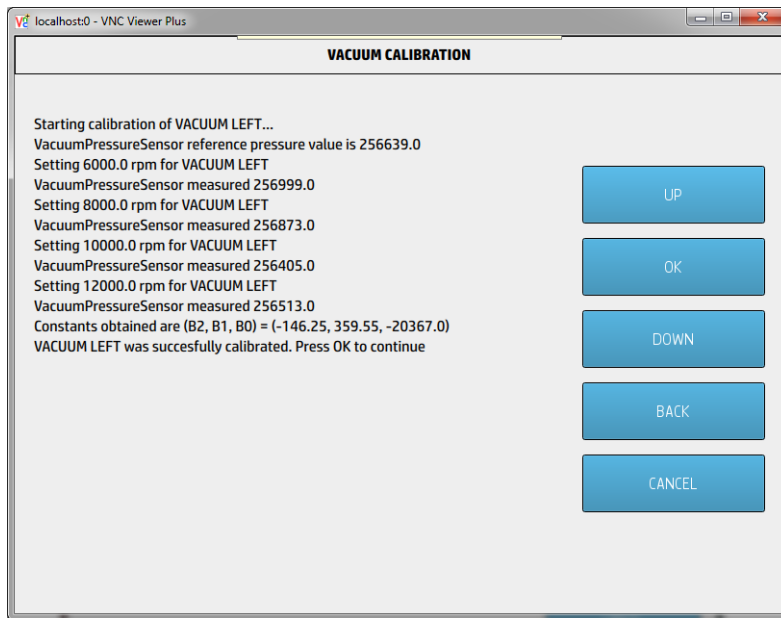 localhost:0 - VNC Viewer Plus
VACUUM CALIBRATION
Starting calibration of VACUUM LEFT...
VacuumPressureSensor reference pressure value is 256639.0
Setting 6000.0 rpm for VACUUM LEFT
VacuumPressureSensor measured 256999.0
Setting 8000.0 rpm for VACUUM LEFT
VacuumPressureSensor measured 256873.0
Setting 10000.0 rpm for VACUUM LEFT
VacuumPressureSensor measured 256405.0
Setting 12000.0 rpm for VACUUM LEFT
VacuumPressureSensor measured 256513.0
Constants obtained are (B2, B1, B0) = (-146.25, 359.55, -20367.0)
VACUUM LEFT was succesfully calibrated. Press OK to continue
UP
OK
DOWN
BACK
CANCEL